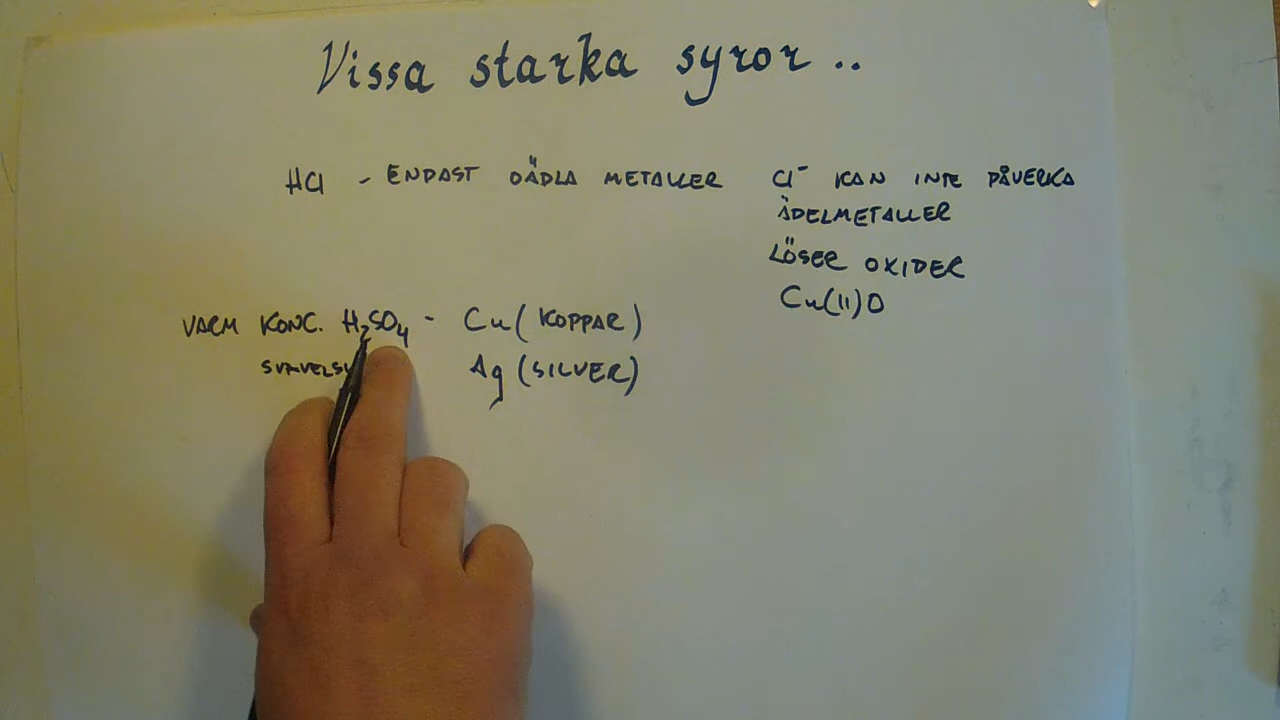 Vissa starka syror ..
HCl - ENDAST OÄDLA METALLER Cl⁻ KAN INTE PÅVERKA
ÄDELMETALLER
LÖSER OXIDER
Cu(II)O
VARM KONC. H₂SO₄ - Cu (KOPPAR)
Ag (SILVER)